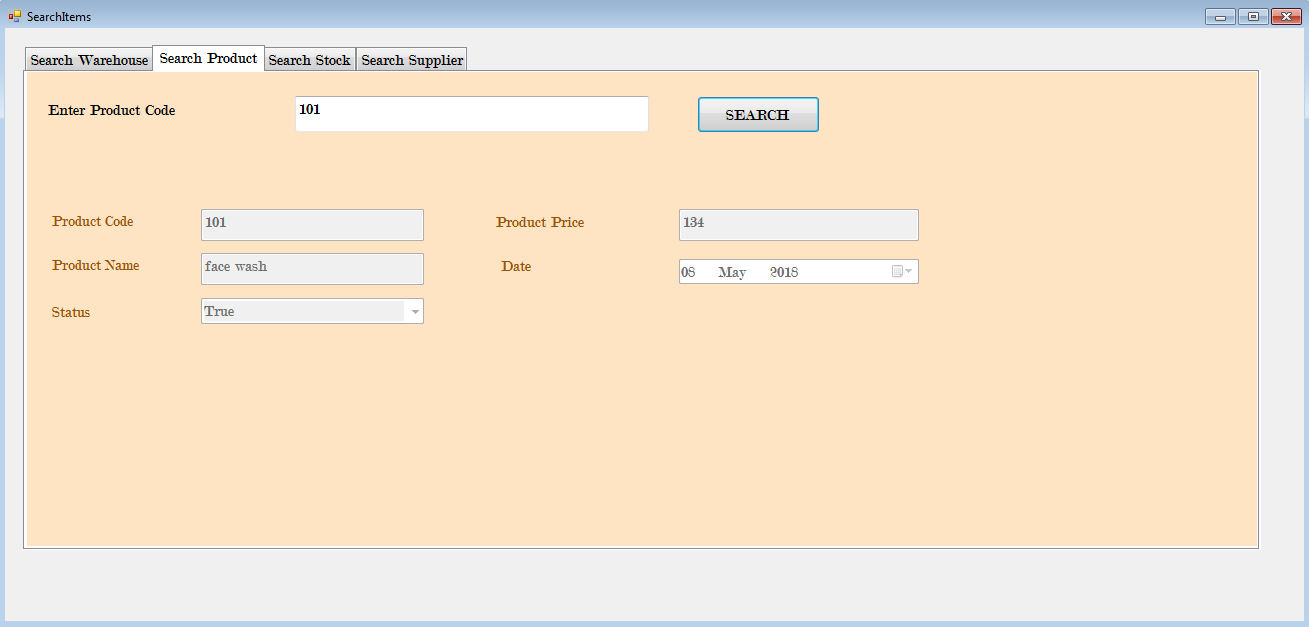 SearchItems
Search Warehouse Search Product Search Stock Search Supplier
Enter Product Code 101 SEARCH
Product Code 101 Product Price 134
Product Name face wash Date 08 May 2018
Status True